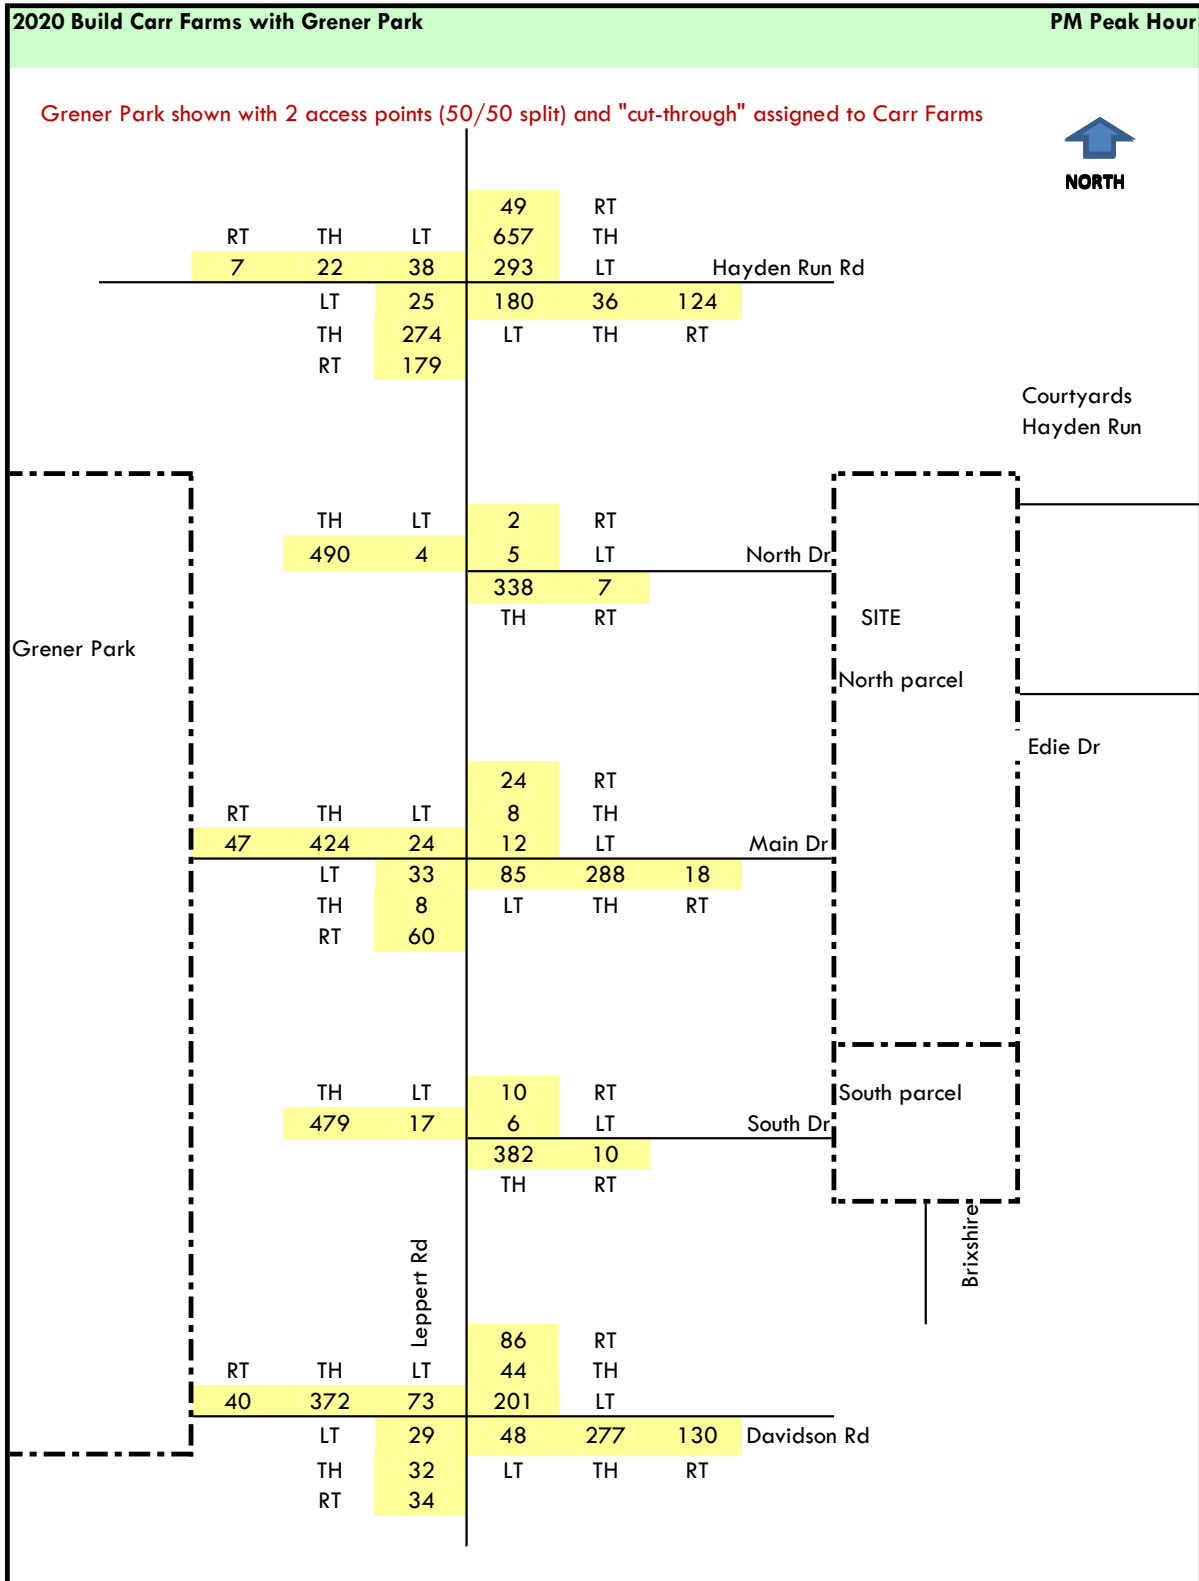 2020 Build Carr Farms with Grener Park PM Peak Hour
Grener Park shown with 2 access points (50/50 split) and "cut-through" assigned to Carr Farms
NORTH
49 RT
RT TH LT 657 TH
7 22 38 293 LT Hayden Run Rd
LT 25 180 36 124
TH 274 LT TH RT
RT 179
Courtyards
Hayden Run
TH LT 2 RT
490 4 5 LT North Dr
338 7
TH RT SITE
Grener Park
North parcel
Edie Dr
24 RT
RT TH LT 8 TH
47 424 24 12 LT Main Dr
LT 33 85 288 18
TH 8 LT TH RT
RT 60
TH LT 10 RT South parcel
479 17 6 LT South Dr
382 10
TH RT
Brixshire
Leppert Rd
86 RT
RT TH LT 44 TH
40 372 73 201 LT
LT 29 48 277 130 Davidson Rd
TH 32 LT TH RT
RT 34